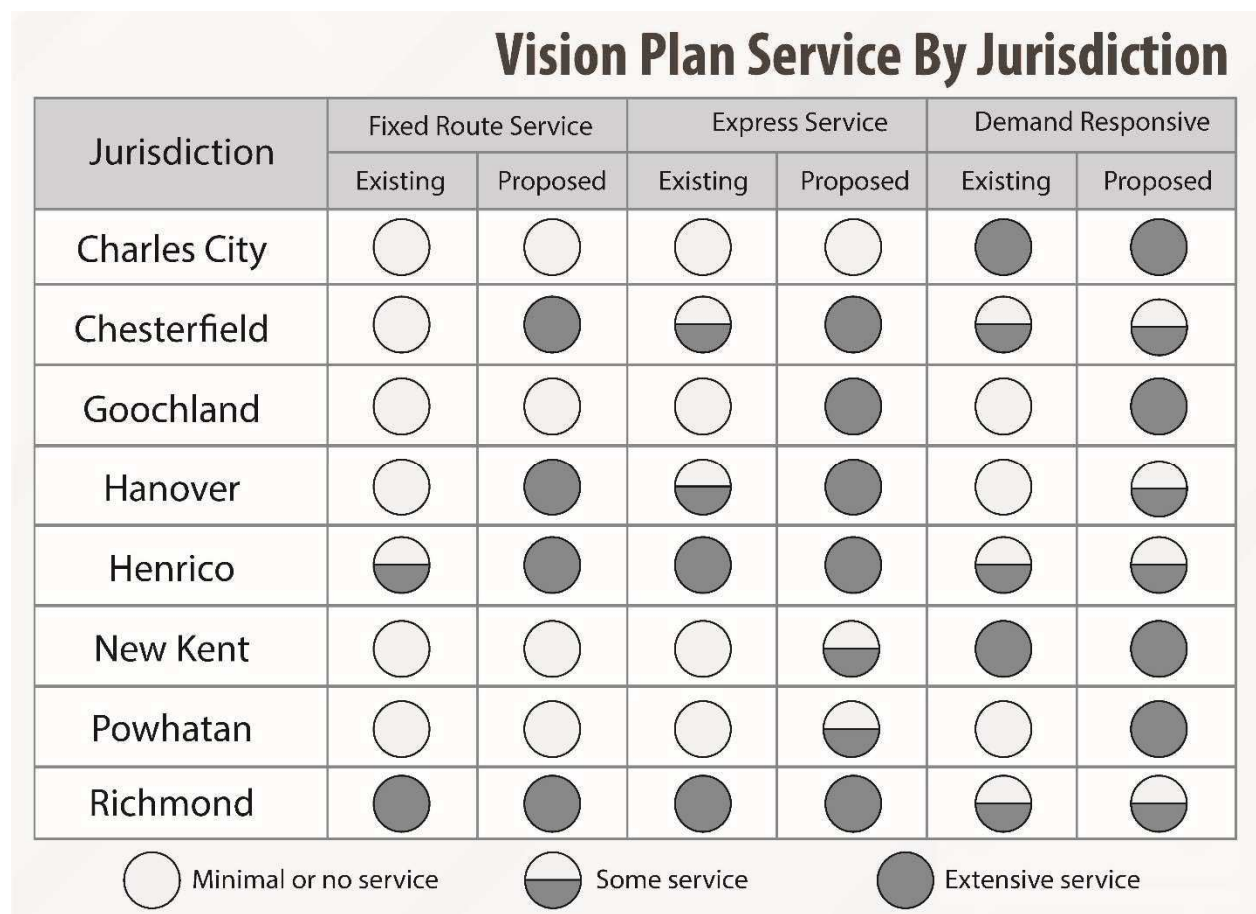 Vision Plan Service By Jurisdiction
Jurisdiction
Fixed Route Service
Express Service
Demand Responsive
Existing
Proposed
Existing
Proposed
Existing
Proposed
Charles City
Chesterfield
Goochland
Hanover
Henrico
New Kent
Powhatan
Richmond
Minimal or no service
Some service
Extensive service